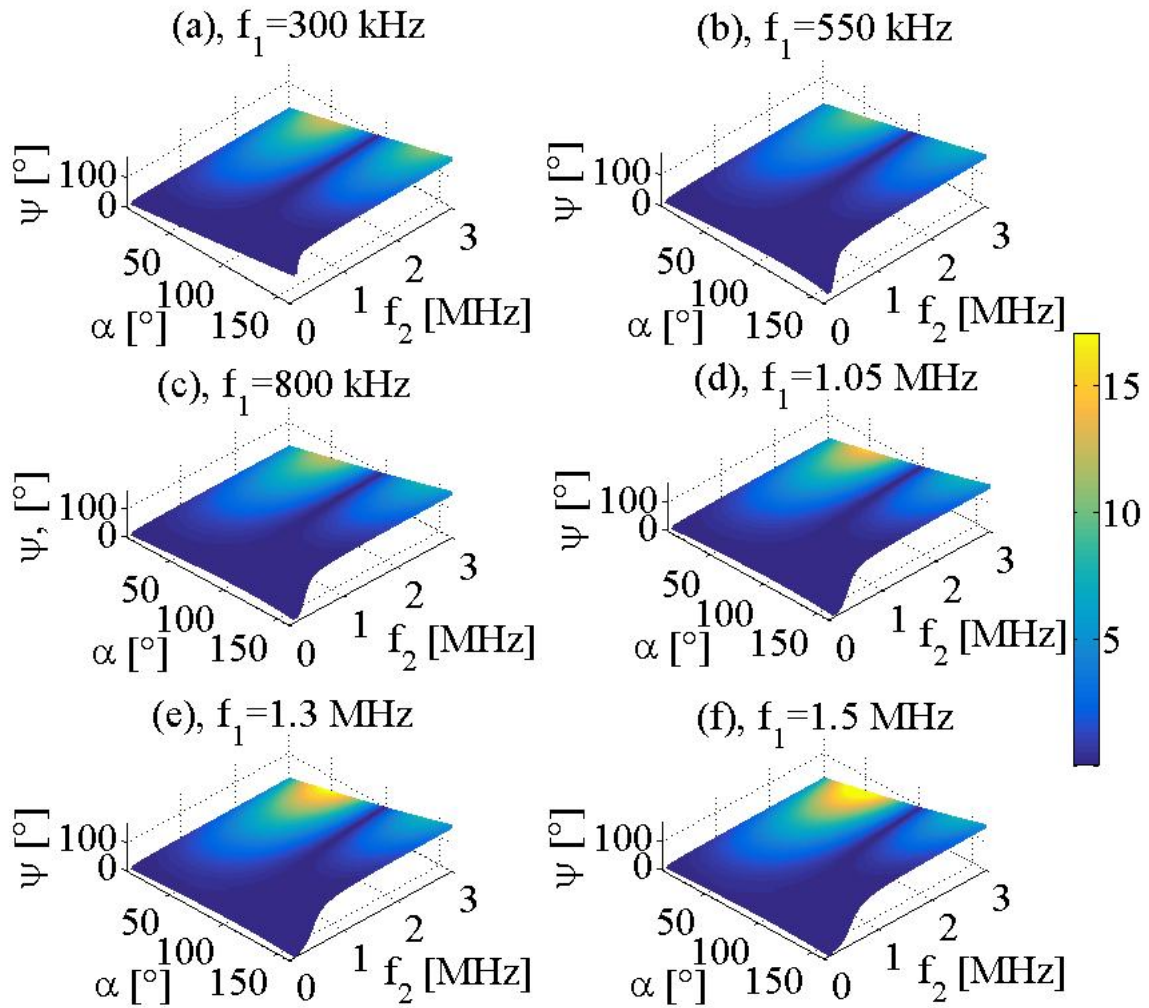 (a), f1=300 kHz
(b), f1=550 kHz
ψ [°]
100
0
50
100
150
α [°]
0
1
2
3
f2 [MHz]
ψ [°]
100
0
50
100
150
α [°]
0
1
2
3
f2 [MHz]
(c), f1=800 kHz
(d), f1=1.05 MHz
ψ, [°]
100
0
50
100
150
α [°]
0
1
2
3
f2 [MHz]
ψ [°]
100
0
50
100
150
α [°]
0
1
2
3
f2 [MHz]
15
10
5
(e), f1=1.3 MHz
(f), f1=1.5 MHz
ψ [°]
100
0
50
100
150
α [°]
0
1
2
3
f2 [MHz]
ψ [°]
100
0
50
100
150
α [°]
0
1
2
3
f2 [MHz]